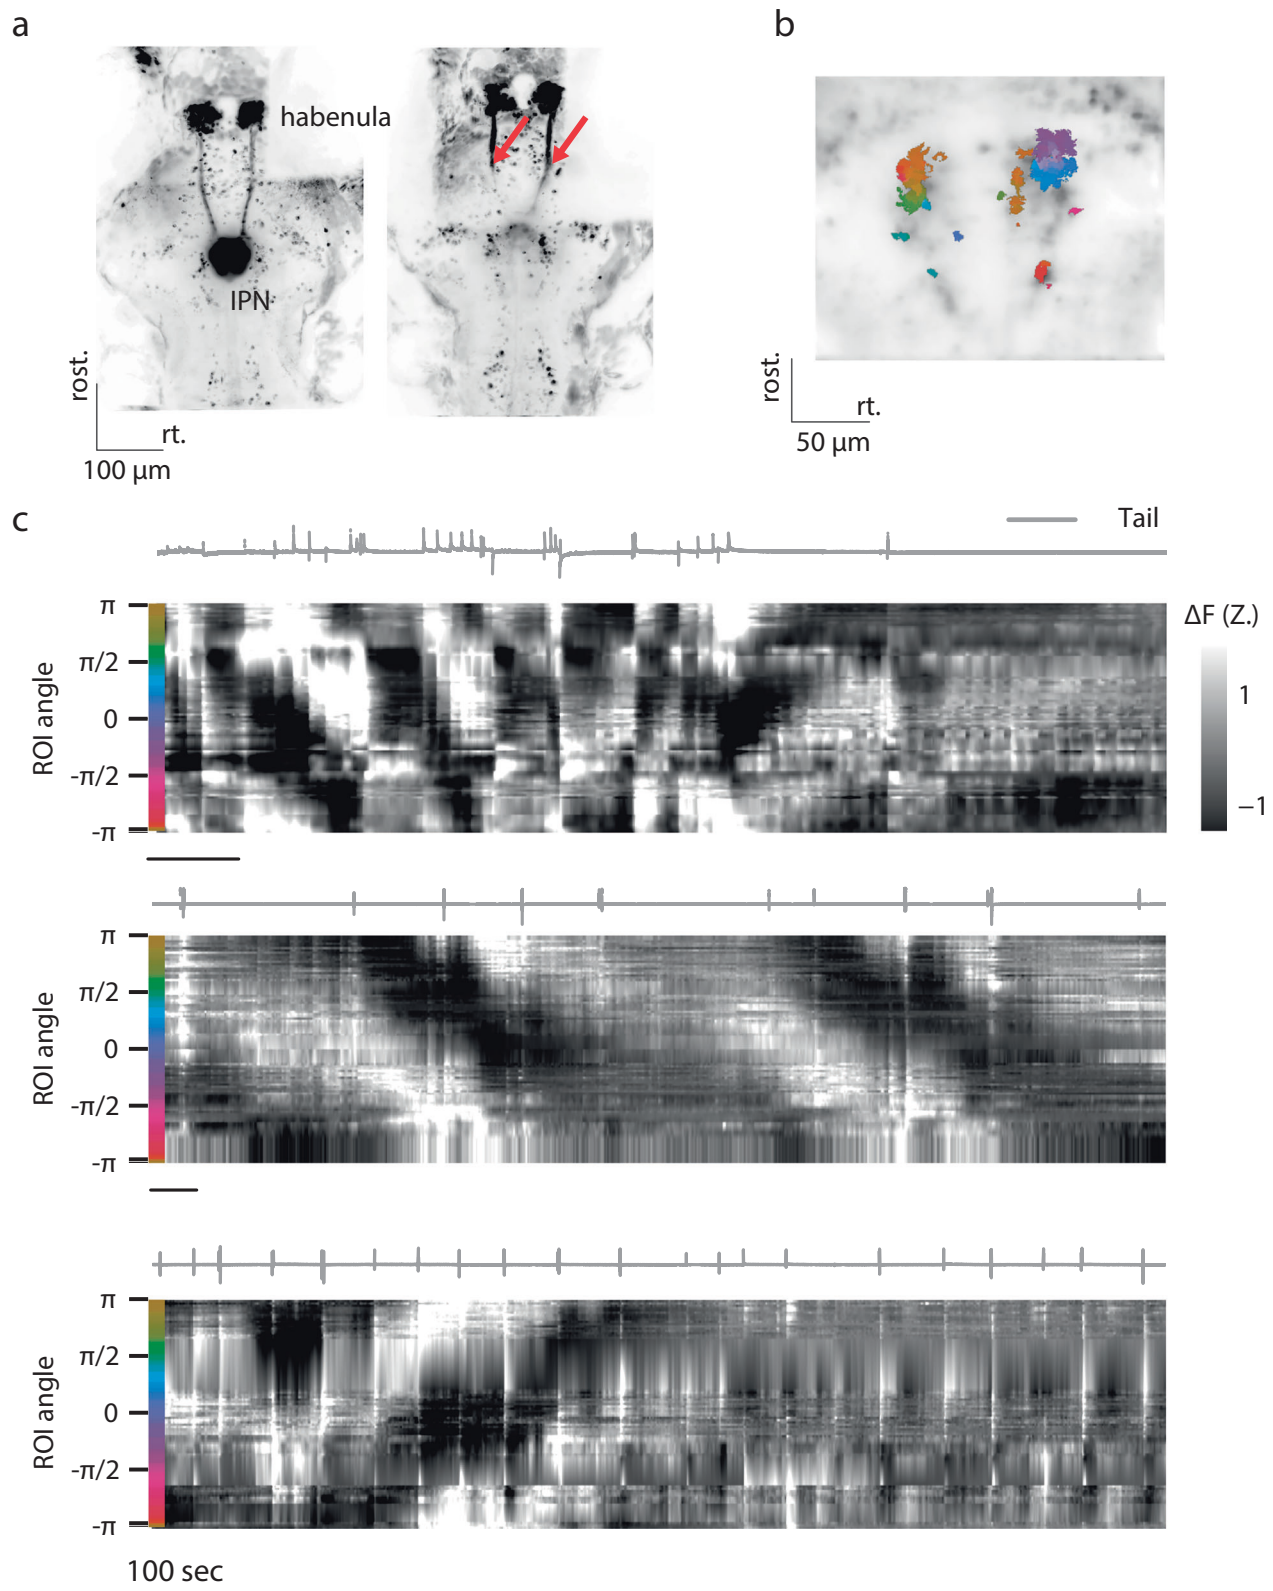 a
b
habenula
IPN
rost.
rt.
100 μm
rost.
rt.
50 μm
c
Tail
ΔF (Z.)
1
−1
ROI angle
π
π/2
0
-π/2
-π
ROI angle
π
π/2
0
-π/2
-π
ROI angle
π
π/2
0
-π/2
-π
100 sec